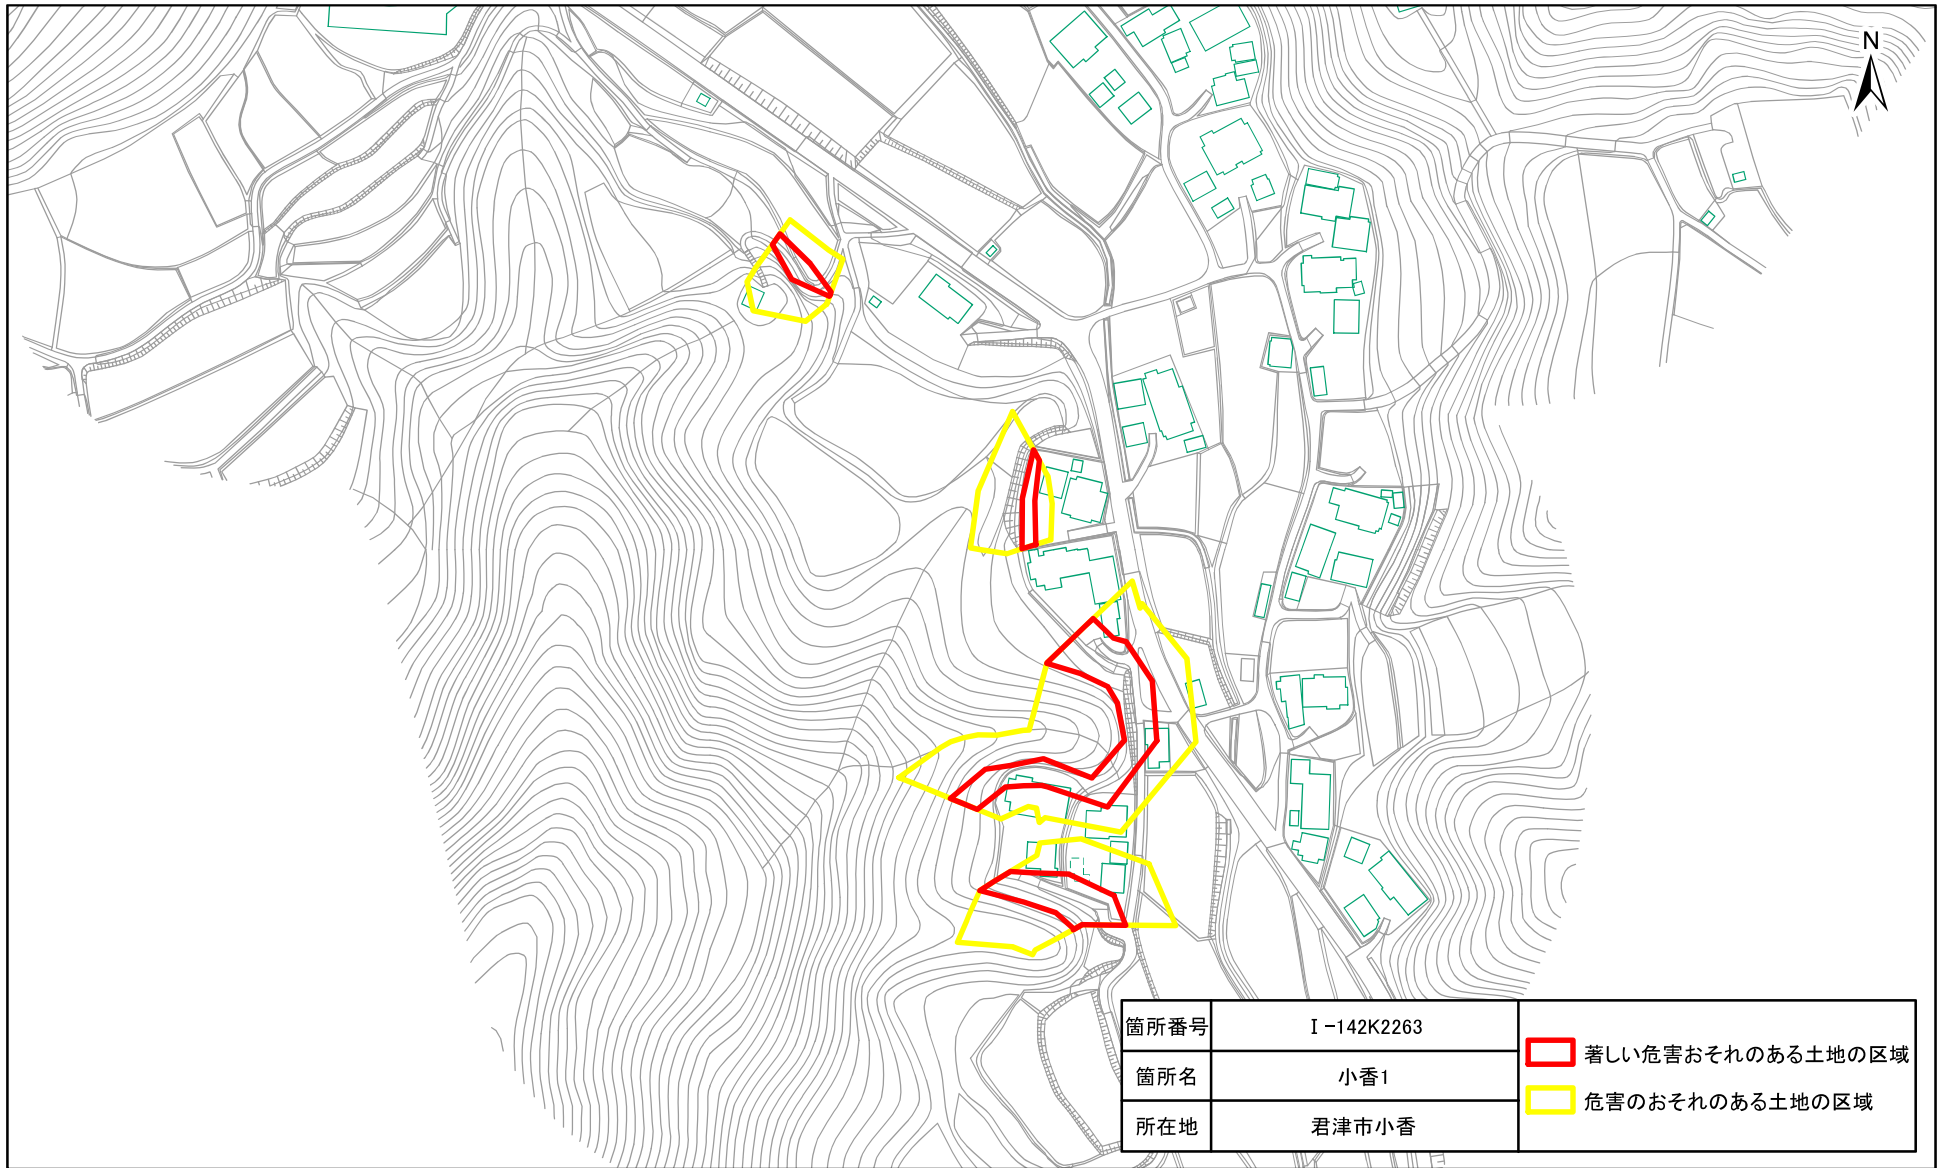 N
箇所番号 Ⅰ-142K2263
箇所名 小香1
所在地 君津市小香
著しい危害おそれのある土地の区域
危害のおそれのある土地の区域